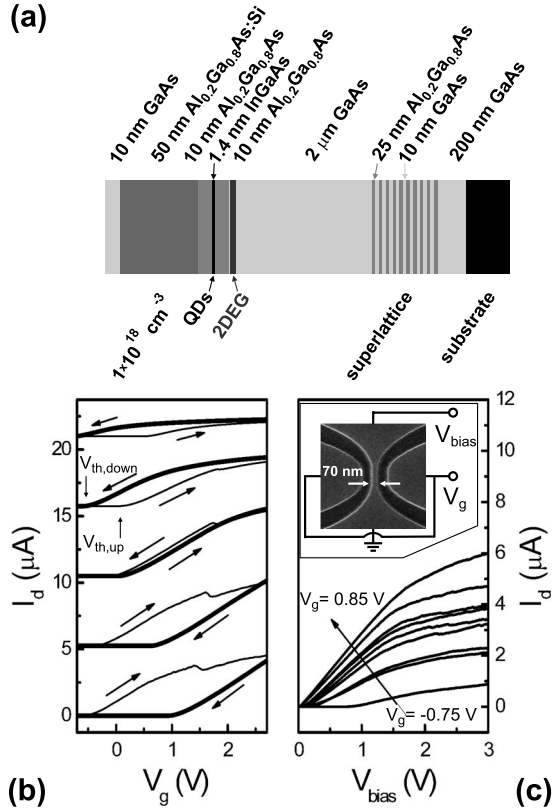 (a)
10 nm GaAs
50 nm Al0.2Ga0.8As:Si
10 nm Al0.2Ga0.8As
1.4 nm InGaAs
10 nm Al0.2Ga0.8As
2 μm GaAs
25 nm Al0.2Ga0.8As
10 nm GaAs
200 nm GaAs
1×10^18 cm^-3
QDs
2DEG
superlattice
substrate
20
15
10
5
0
Id (μA)
Vth,down
Vth,up
0 1 2
Vg (V)
(b)
12
10
8
6
4
2
0
Id (μA)
Vbias
70 nm
Vg
Vg= 0.85 V
Vg= -0.75 V
0 1 2 3
Vbias (V)
(c)